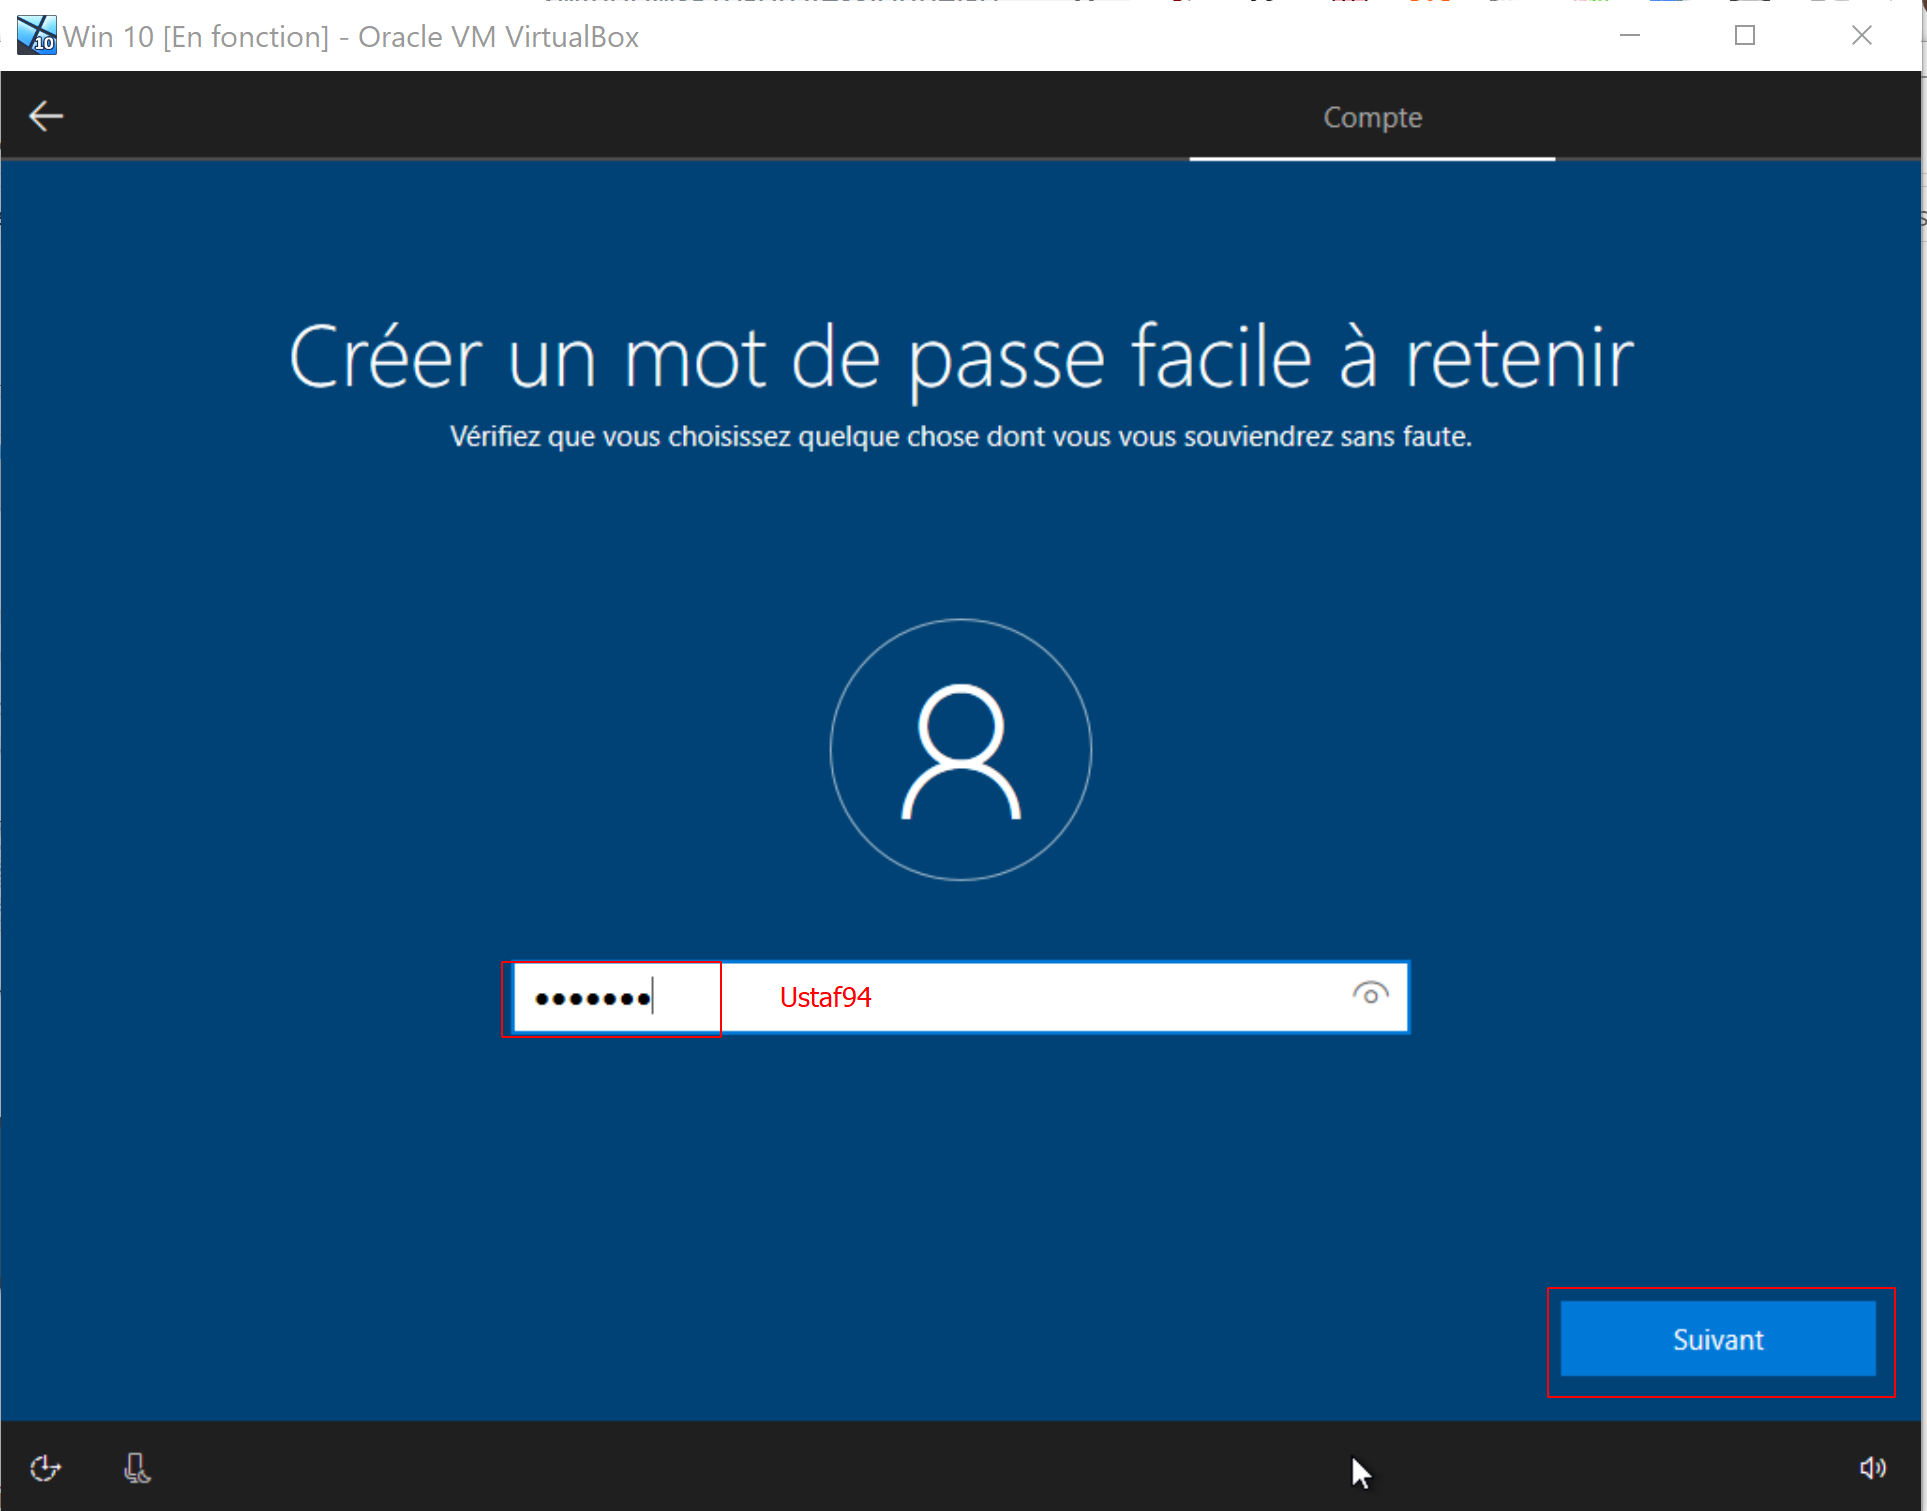 Win 10 [En fonction] - Oracle VM VirtualBox
Compte
Créer un mot de passe facile à retenir
Vérifiez que vous choisissez quelque chose dont vous vous souviendrez sans faute.
●●●●●●● Ustaf94
Suivant